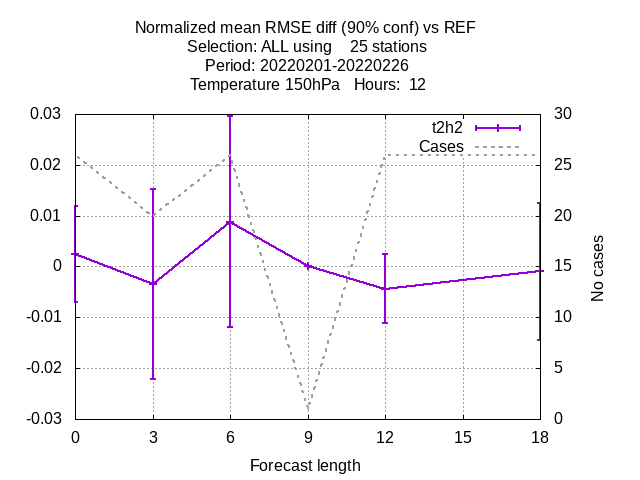 Normalized mean RMSE diff (90% conf) vs REF
Selection: ALL using    25 stations
Period: 20220201-20220226
Temperature 150hPa   Hours:  12
0.03
0.02
0.01
0
-0.01
-0.02
-0.03
t2h2
Cases
30
25
20
15
10
5
0
No cases
0 3 6 9 12 15 18
Forecast length